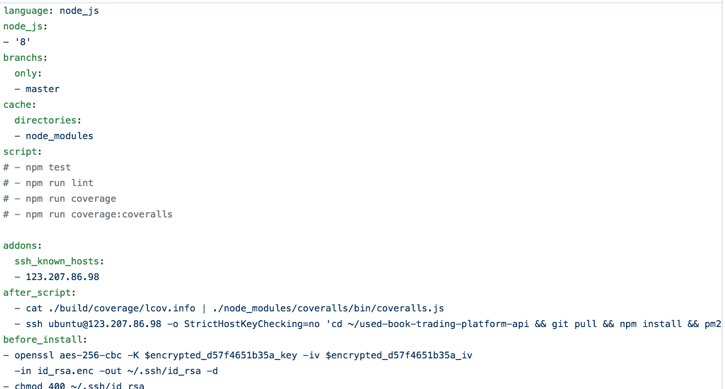 language: node_js
node_js:
- '8'
branchs:
  only:
  - master
cache:
  directories:
  - node_modules
script:
# - npm test
# - npm run lint
# - npm run coverage
# - npm run coverage:coveralls

addons:
  ssh_known_hosts:
  - 123.207.86.98
after_script:
  - cat ./build/coverage/lcov.info | ./node_modules/coveralls/bin/coveralls.js
  - ssh ubuntu@123.207.86.98 -o StrictHostKeyChecking=no 'cd ~/used-book-trading-platform-api && git pull && npm install && pm2
before_install:
- openssl aes-256-cbc -K $encrypted_d57f4651b35a_key -iv $encrypted_d57f4651b35a_iv
  -in id_rsa.enc -out ~/.ssh/id_rsa -d
- chmod 400 ~/.ssh/id_rsa